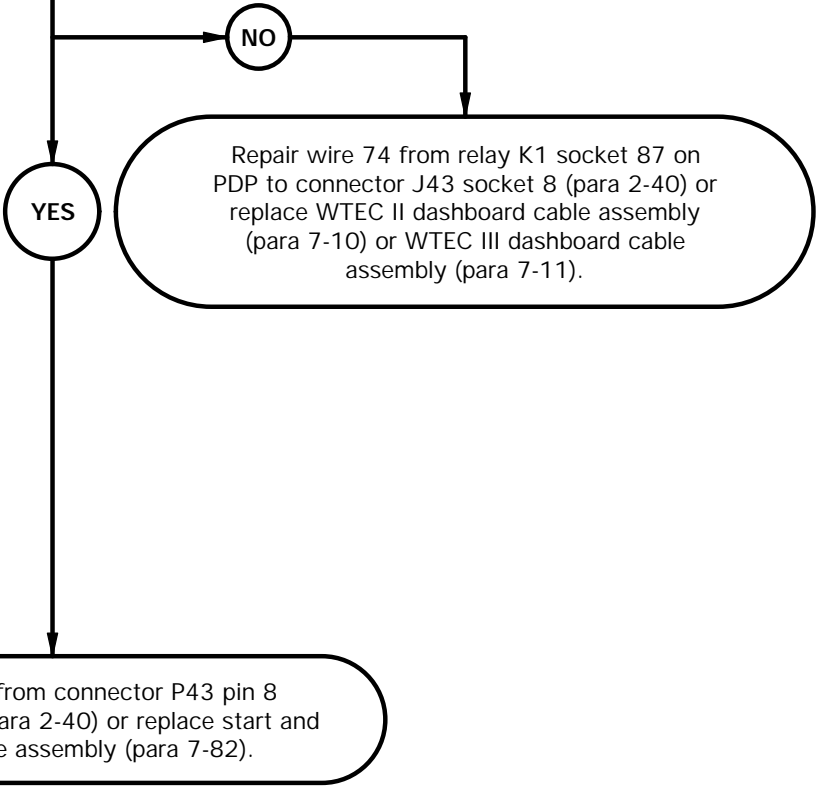 NO
YES
Repair wire 74 from relay K1 socket 87 on
PDP to connector J43 socket 8 (para 2-40) or
replace WTEC II dashboard cable assembly
(para 7-10) or WTEC III dashboard cable
assembly (para 7-11).
from connector P43 pin 8
2-40) or replace start and
assembly (para 7-82).